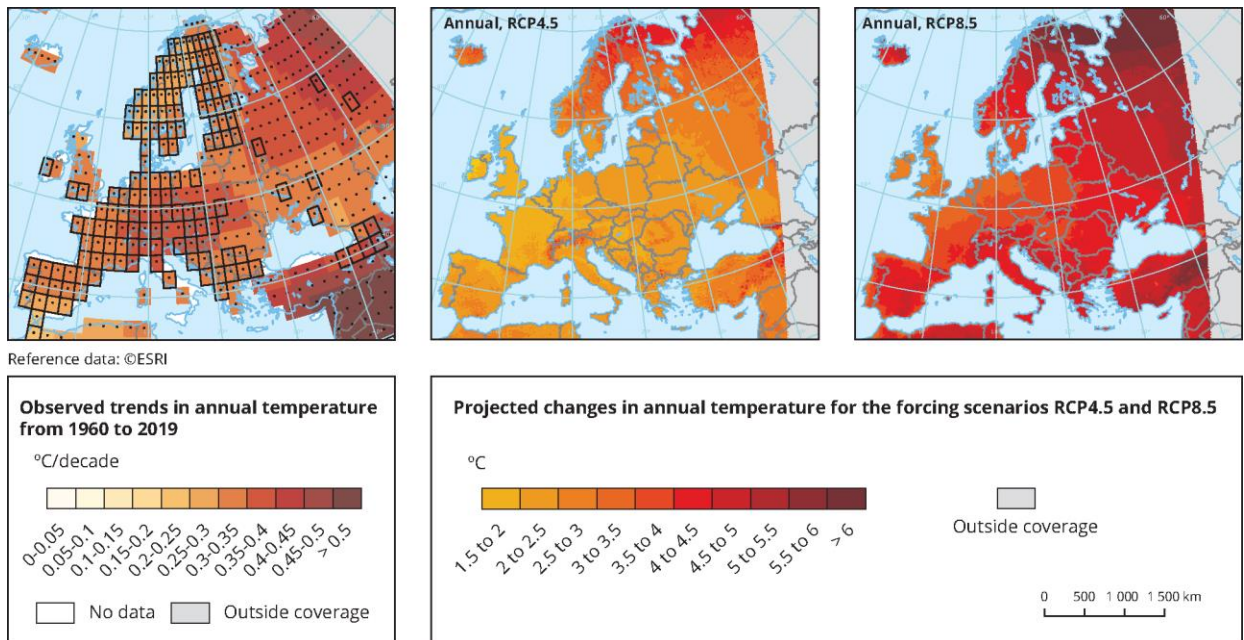 Annual, RCP4.5
Annual, RCP8.5
Reference data: ©ESRI
Observed trends in annual temperature
from 1960 to 2019
ºC/decade
0-0.05
0.05-0.1
0.1-0.15
0.15-0.2
0.2-0.25
0.25-0.3
0.3-0.35
0.35-0.4
0.4-0.45
0.45-0.5
> 0.5
No data
Outside coverage
Projected changes in annual temperature for the forcing scenarios RCP4.5 and RCP8.5
ºC
1.5 to 2
2 to 2.5
2.5 to 3
3 to 3.5
3.5 to 4
4 to 4.5
4.5 to 5
5 to 5.5
5.5 to 6
> 6
Outside coverage
0 500 1 000 1 500 km